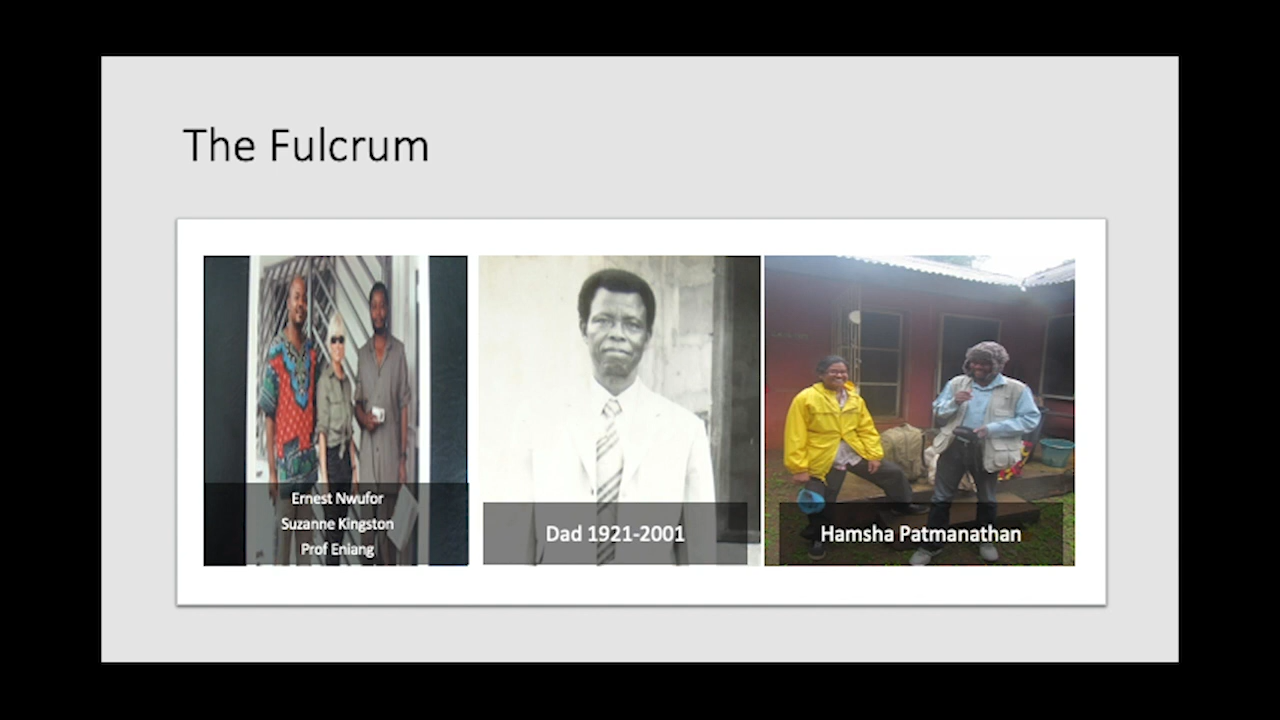 The Fulcrum
Ernest Nwufor
Suzanne Kingston
Prof Eniang
Dad 1921-2001
Hamsha Patmanathan